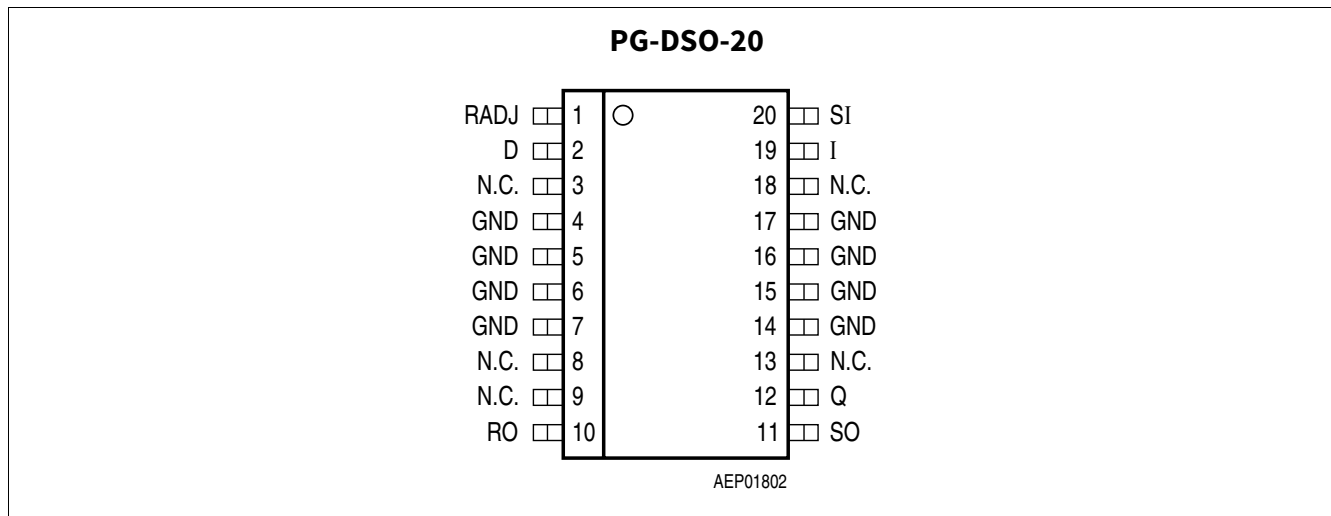 PG-DSO-20
RADJ 1 20 SI
D 2 19 I
N.C. 3 18 N.C.
GND 4 17 GND
GND 5 16 GND
GND 6 15 GND
GND 7 14 GND
N.C. 8 13 N.C.
N.C. 9 12 Q
RO 10 11 SO
AEP01802